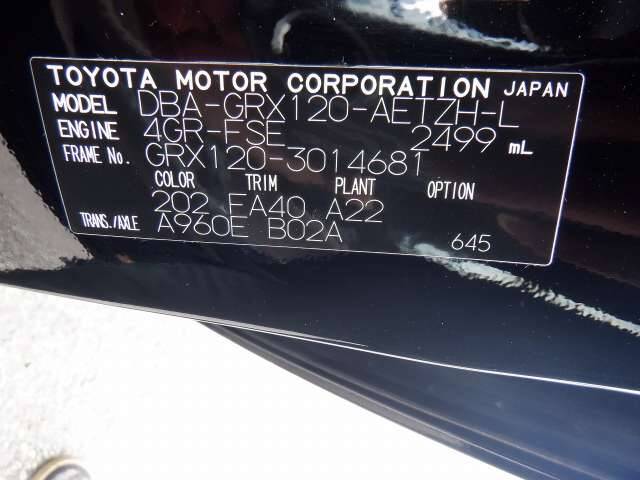 TOYOTA MOTOR CORPORATION JAPAN
MODEL DBA-GRX120-AETZH-L
ENGINE 4GR-FSE 2499 mL
FRAME No. GRX120-3014681
COLOR TRIM PLANT OPTION
202 FA40 A22
TRANS./AXLE A960E B02A 645